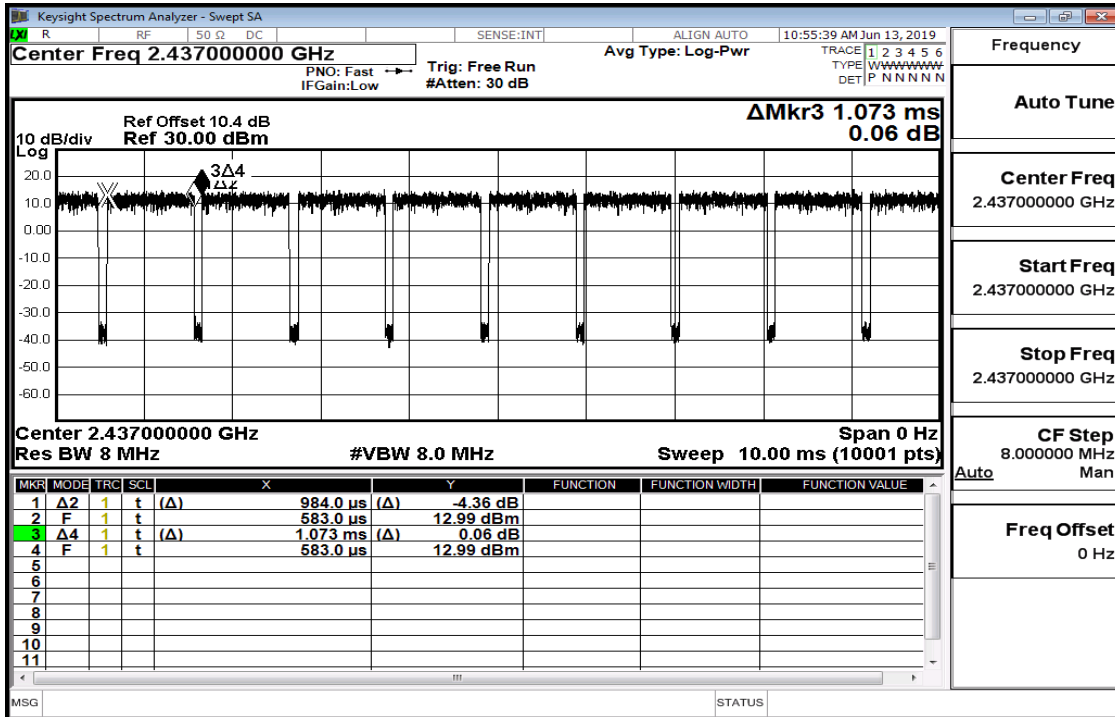 Keysight Spectrum Analyzer - Swept SA
LXI R RF 50 Ω DC SENSE:INT ALIGN AUTO 10:55:39 AM Jun 13, 2019
Center Freq 2.437000000 GHz
PNO: Fast
IFGain:Low
Trig: Free Run
#Atten: 30 dB
Avg Type: Log-Pwr
TRACE 1 2 3 4 5 6
TYPE W W W W W W
DET P N N N N N
ΔMkr3 1.073 ms
0.06 dB
Ref Offset 10.4 dB
10 dB/div Ref 30.00 dBm
Log
20.0
10.0
0.00
-10.0
-20.0
-30.0
-40.0
-50.0
-60.0
3Δ4
1Δ2
Center 2.437000000 GHz Span 0 Hz
Res BW 8 MHz #VBW 8.0 MHz Sweep 10.00 ms (10001 pts)
MKR MODE TRC SCL X Y FUNCTION FUNCTION WIDTH FUNCTION VALUE
1 Δ2 1 t (Δ) 984.0 µs (Δ) -4.36 dB
2 F 1 t 583.0 µs 12.99 dBm
3 Δ4 1 t (Δ) 1.073 ms (Δ) 0.06 dB
4 F 1 t 583.0 µs 12.99 dBm
5
6
7
8
9
10
11
MSG STATUS
Frequency
Auto Tune
Center Freq
2.437000000 GHz
Start Freq
2.437000000 GHz
Stop Freq
2.437000000 GHz
CF Step
8.000000 MHz
Auto Man
Freq Offset
0 Hz